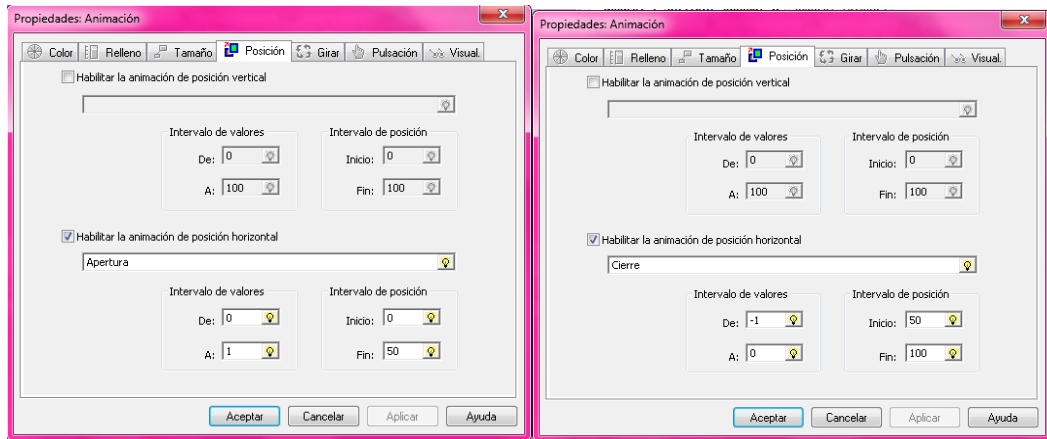 Propiedades: Animación
Color Relleno Tamaño Posición Girar Pulsación Visual.
Habilitar la animación de posición vertical
Intervalo de valores Intervalo de posición
De: 0 Inicio: 0
A: 100 Fin: 100
Habilitar la animación de posición horizontal
Apertura
Intervalo de valores Intervalo de posición
De: 0 Inicio: 0
A: 1 Fin: 50
Aceptar Cancelar Aplicar Ayuda
Propiedades: Animación
Color Relleno Tamaño Posición Girar Pulsación Visual.
Habilitar la animación de posición vertical
Intervalo de valores Intervalo de posición
De: 0 Inicio: 0
A: 100 Fin: 100
Habilitar la animación de posición horizontal
Cierre
Intervalo de valores Intervalo de posición
De: -1 Inicio: 50
A: 0 Fin: 100
Aceptar Cancelar Aplicar Ayuda